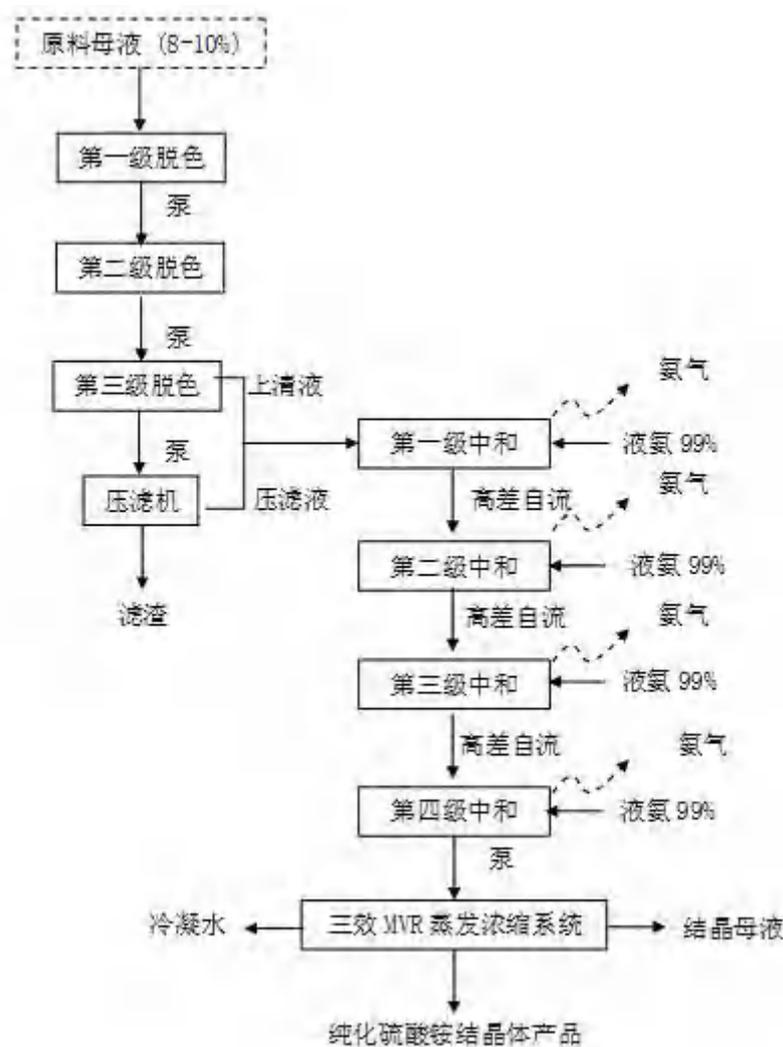 原料母液 (8-10%)
第一级脱色
泵
第二级脱色
泵
第三级脱色
上清液
泵
压滤机
压滤液
滤渣
氨气
第一级中和
液氨 99%
高差自流
氨气
第二级中和
液氨 99%
高差自流
氨气
第三级中和
液氨 99%
高差自流
氨气
第四级中和
液氨 99%
泵
冷凝水
三效 MVR 蒸发浓缩系统
结晶母液
纯化硫酸铵结晶体产品